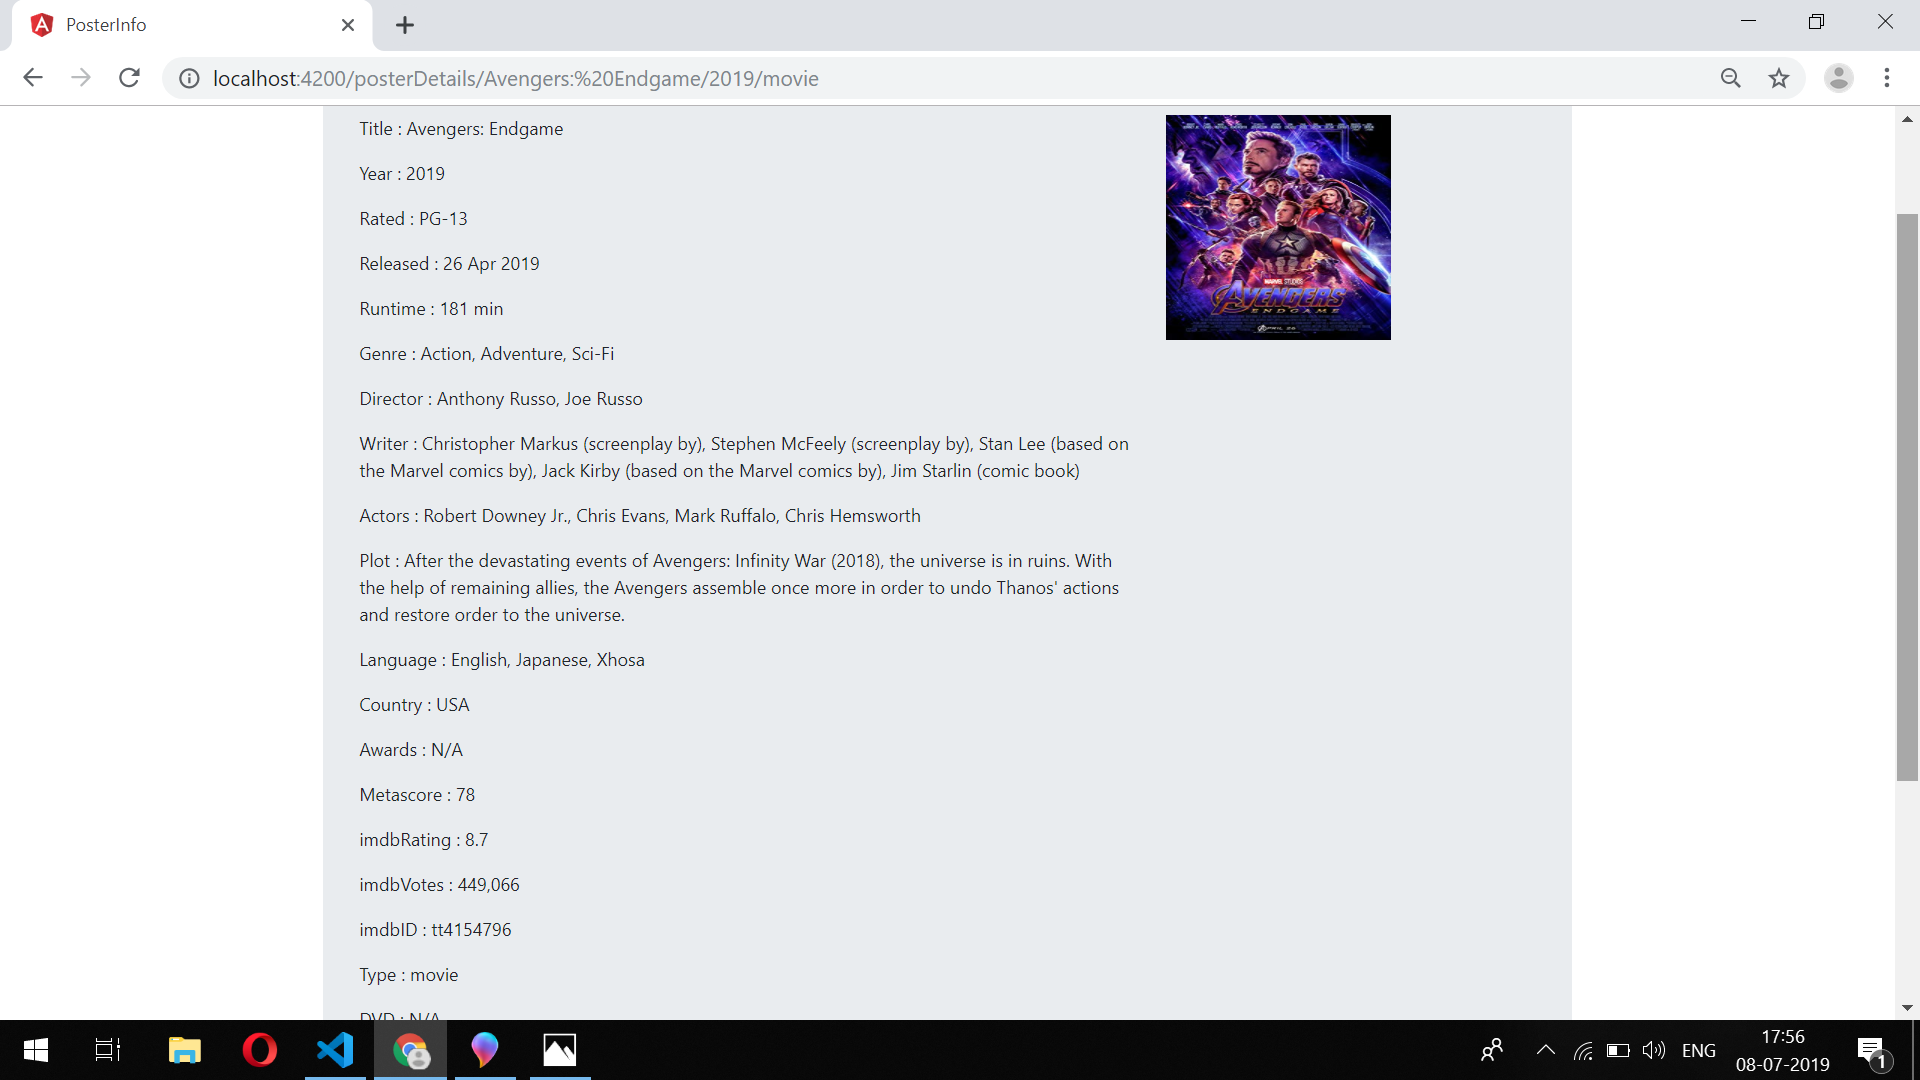 PosterInfo
localhost:4200/posterDetails/Avengers:%20Endgame/2019/movie
Title : Avengers: Endgame
Year : 2019
Rated : PG-13
Released : 26 Apr 2019
Runtime : 181 min
Genre : Action, Adventure, Sci-Fi
Director : Anthony Russo, Joe Russo
Writer : Christopher Markus (screenplay by), Stephen McFeely (screenplay by), Stan Lee (based on
the Marvel comics by), Jack Kirby (based on the Marvel comics by), Jim Starlin (comic book)
Actors : Robert Downey Jr., Chris Evans, Mark Ruffalo, Chris Hemsworth
Plot : After the devastating events of Avengers: Infinity War (2018), the universe is in ruins. With
the help of remaining allies, the Avengers assemble once more in order to undo Thanos' actions
and restore order to the universe.
Language : English, Japanese, Xhosa
Country : USA
Awards : N/A
Metascore : 78
imdbRating : 8.7
imdbVotes : 449,066
imdbID : tt4154796
Type : movie
DVD : N/A
MARVEL STUDIOS
AVENGERS
ENDGAME
APRIL 26
ENG
17:56
08-07-2019
1